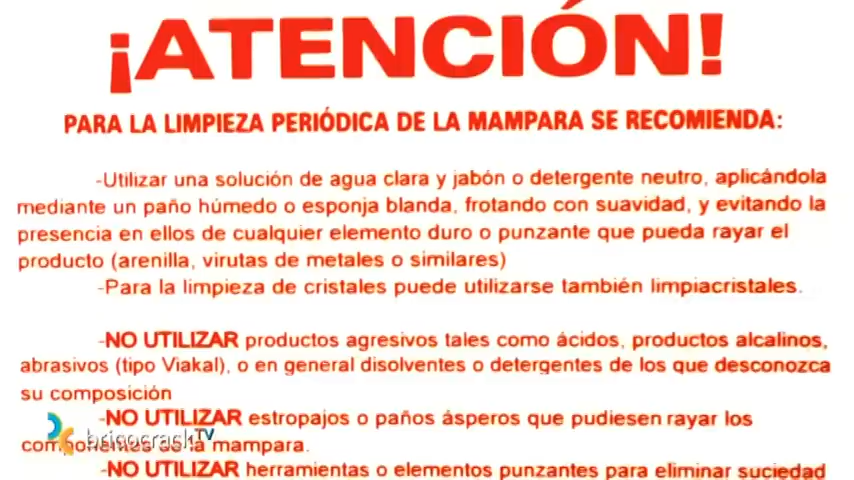 ¡ATENCIÓN!
PARA LA LIMPIEZA PERIÓDICA DE LA MAMPARA SE RECOMIENDA:
-Utilizar una solución de agua clara y jabón o detergente neutro, aplicándola
mediante un paño húmedo o esponja blanda, frotando con suavidad, y evitando la
presencia en ellos de cualquier elemento duro o punzante que pueda rayar el
producto (arenilla, virutas de metales o similares)
-Para la limpieza de cristales puede utilizarse también limpiacristales.
-NO UTILIZAR productos agresivos tales como ácidos, productos alcalinos,
abrasivos (tipo Viakal), o en general disolventes o detergentes de los que desconozca
su composición
-NO UTILIZAR estropajos o paños ásperos que pudiesen rayar los
componentes de la mampara.
bricocrack TV
-NO UTILIZAR herramientas o elementos punzantes para eliminar suciedad